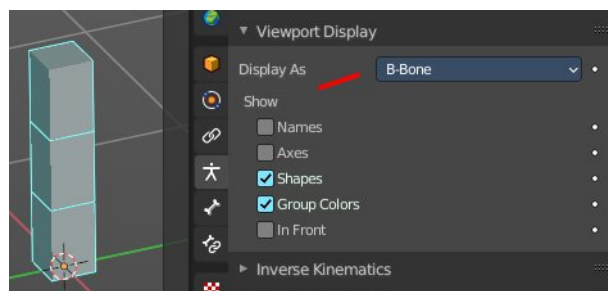 Viewport Display
Display As B-Bone
Show
Names
Axes
Shapes
Group Colors
In Front
Inverse Kinematics